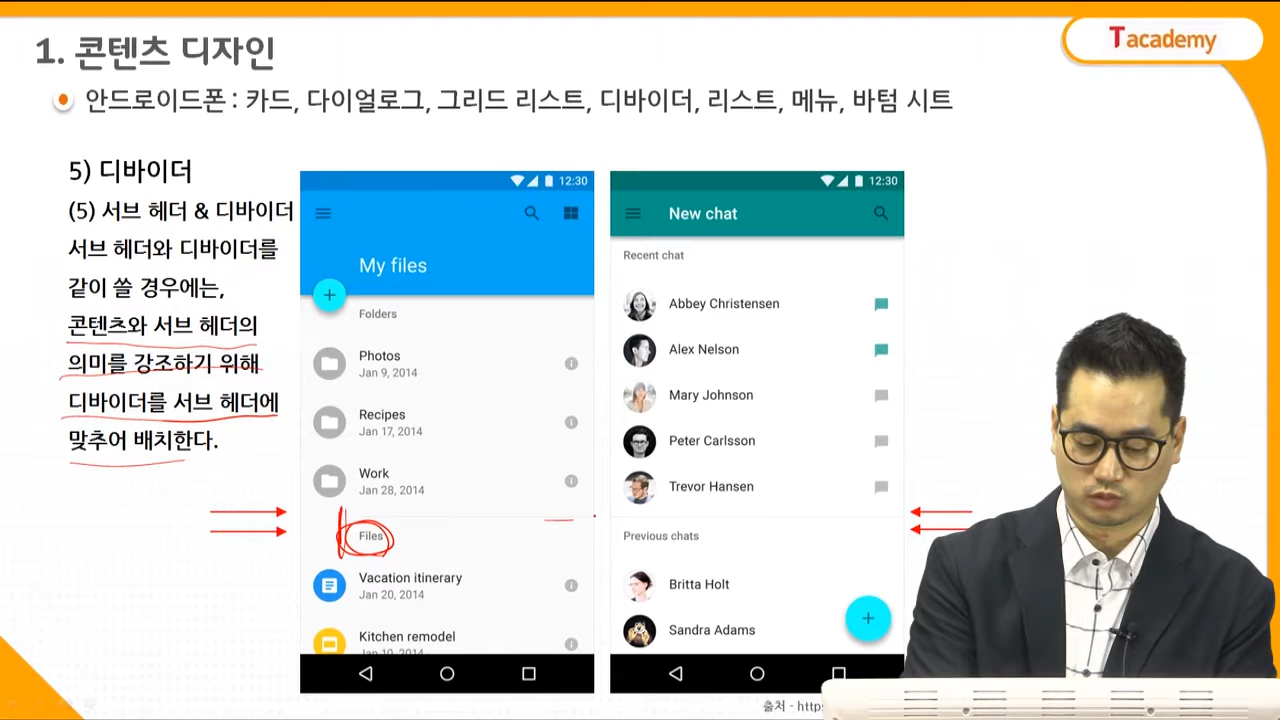 1. 콘텐츠 디자인
T academy
안드로이드폰 : 카드, 다이얼로그, 그리드 리스트, 디바이더, 리스트, 메뉴, 바텀 시트
5) 디바이더
(5) 서브 헤더 & 디바이더
서브 헤더와 디바이더를
같이 쓸 경우에는,
콘텐츠와 서브 헤더의
의미를 강조하기 위해
디바이더를 서브 헤더에
맞추어 배치한다.
12:30
My files
Folders
Photos
Jan 9, 2014
Recipes
Jan 17, 2014
Work
Jan 28, 2014
Files
Vacation itinerary
Jan 20, 2014
Kitchen remodel
Jan 10, 2014
12:30
New chat
Recent chat
Abbey Christensen
Alex Nelson
Mary Johnson
Peter Carlsson
Trevor Hansen
Previous chats
Britta Holt
Sandra Adams
출처 - http